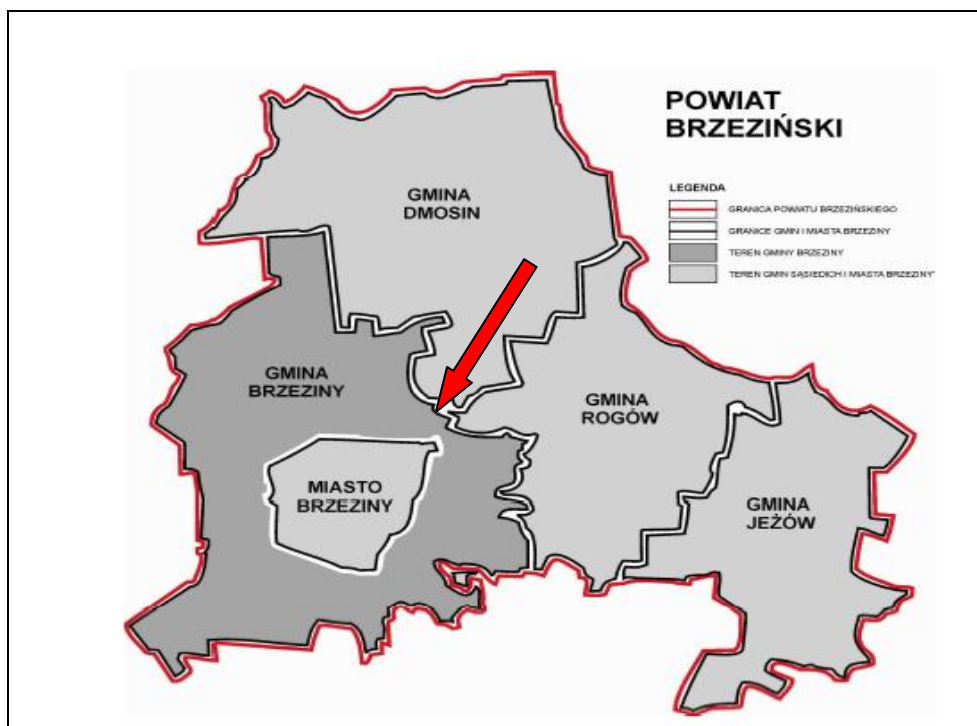 POWIAT
BRZEZIŃSKI
LEGENDA
GRANICA POWIATU BRZEZIŃSKIEGO
GRANICE GMIN I MIASTA BRZEZINY
TEREN GMINY BRZEZINY
TEREN GMIN SĄSIEDICH I MIASTA BRZEZINY
GMINA
DMOSIN
GMINA
BRZEZINY
GMINA
ROGÓW
MIASTO
BRZEZINY
GMINA
JEŻÓW